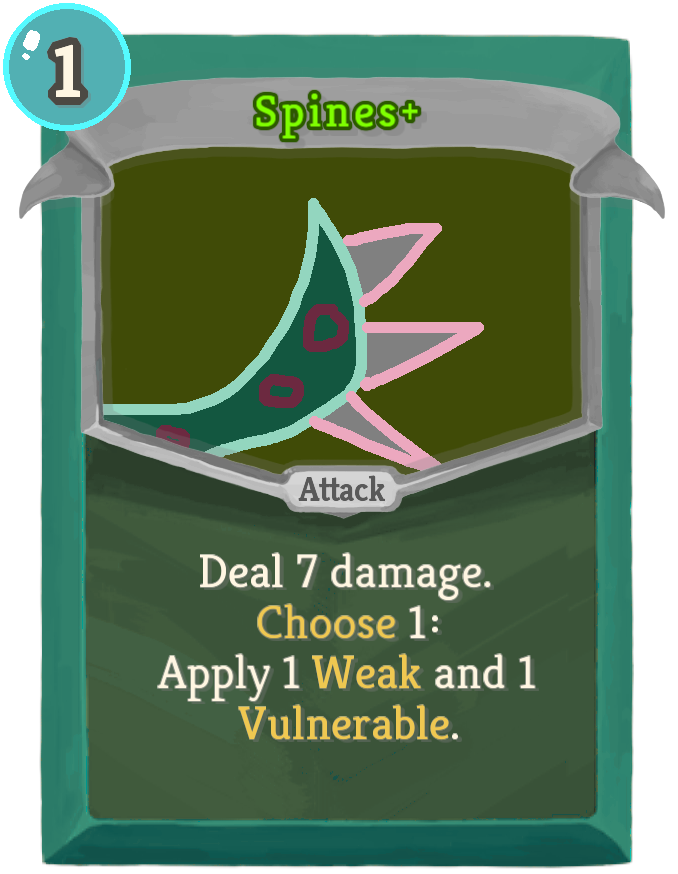 1
Spines+
Attack
Deal 7 damage.
Choose 1:
Apply 1 Weak and 1
Vulnerable.